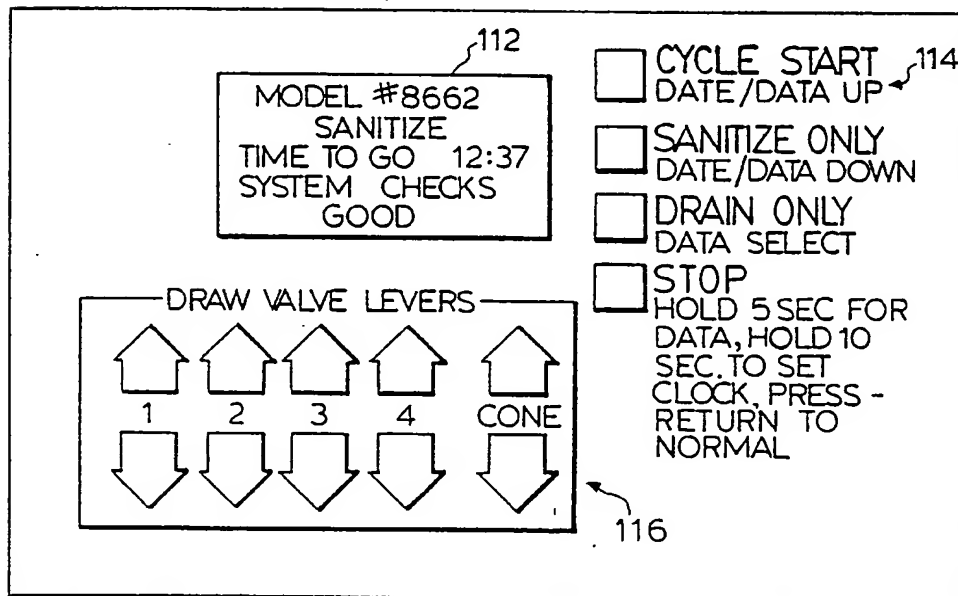 112
MODEL #8662
SANITIZE
TIME TO GO 12:37
SYSTEM CHECKS
GOOD
CYCLE START
DATE/DATA UP
114
SANITIZE ONLY
DATE/DATA DOWN
DRAIN ONLY
DATA SELECT
STOP
HOLD 5 SEC FOR
DATA, HOLD 10
SEC. TO SET
CLOCK, PRESS -
RETURN TO
NORMAL
DRAW VALVE LEVERS
1 2 3 4 CONE
116